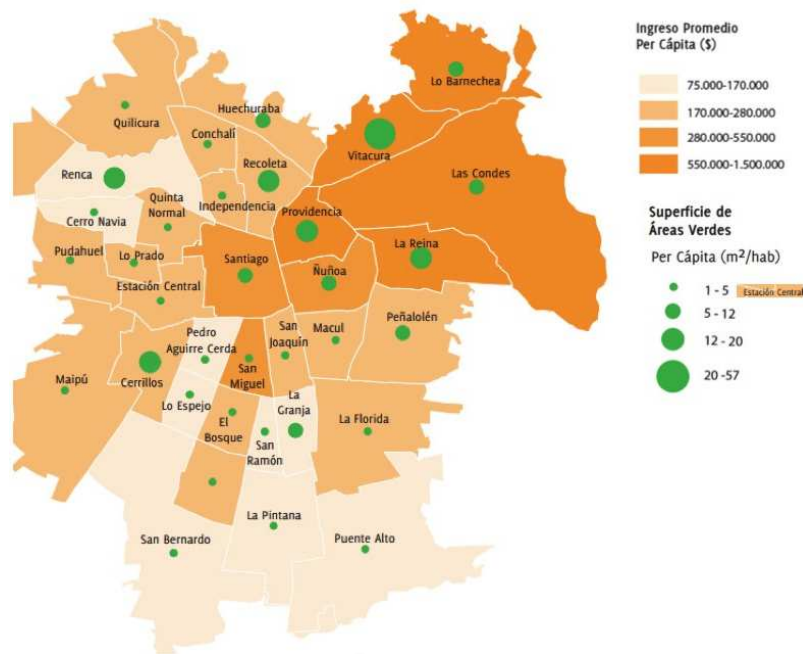 Lo Barnechea
Huechuraba
Quilicura
Conchalí
Vitacura
Recoleta
Renca
Las Condes
Quinta
Normal
Independencia
Cerro Navia
Providencia
Pudahuel
Lo Prado
Santiago
La Reina
Ñuñoa
Estación Central
Peñalolén
Pedro
Aguirre Cerda
San
Joaquín
Macul
Maipú
Cerrillos
San
Miguel
Lo Espejo
La
Granja
El
Bosque
La Florida
San
Ramón
La Pintana
San Bernardo
Puente Alto
Ingreso Promedio
Per Cápita ($)
75.000-170.000
170.000-280.000
280.000-550.000
550.000-1.500.000
Superficie de
Áreas Verdes
Per Cápita (m²/hab)
1 - 5
Estación Central
5 - 12
12 - 20
20 -57